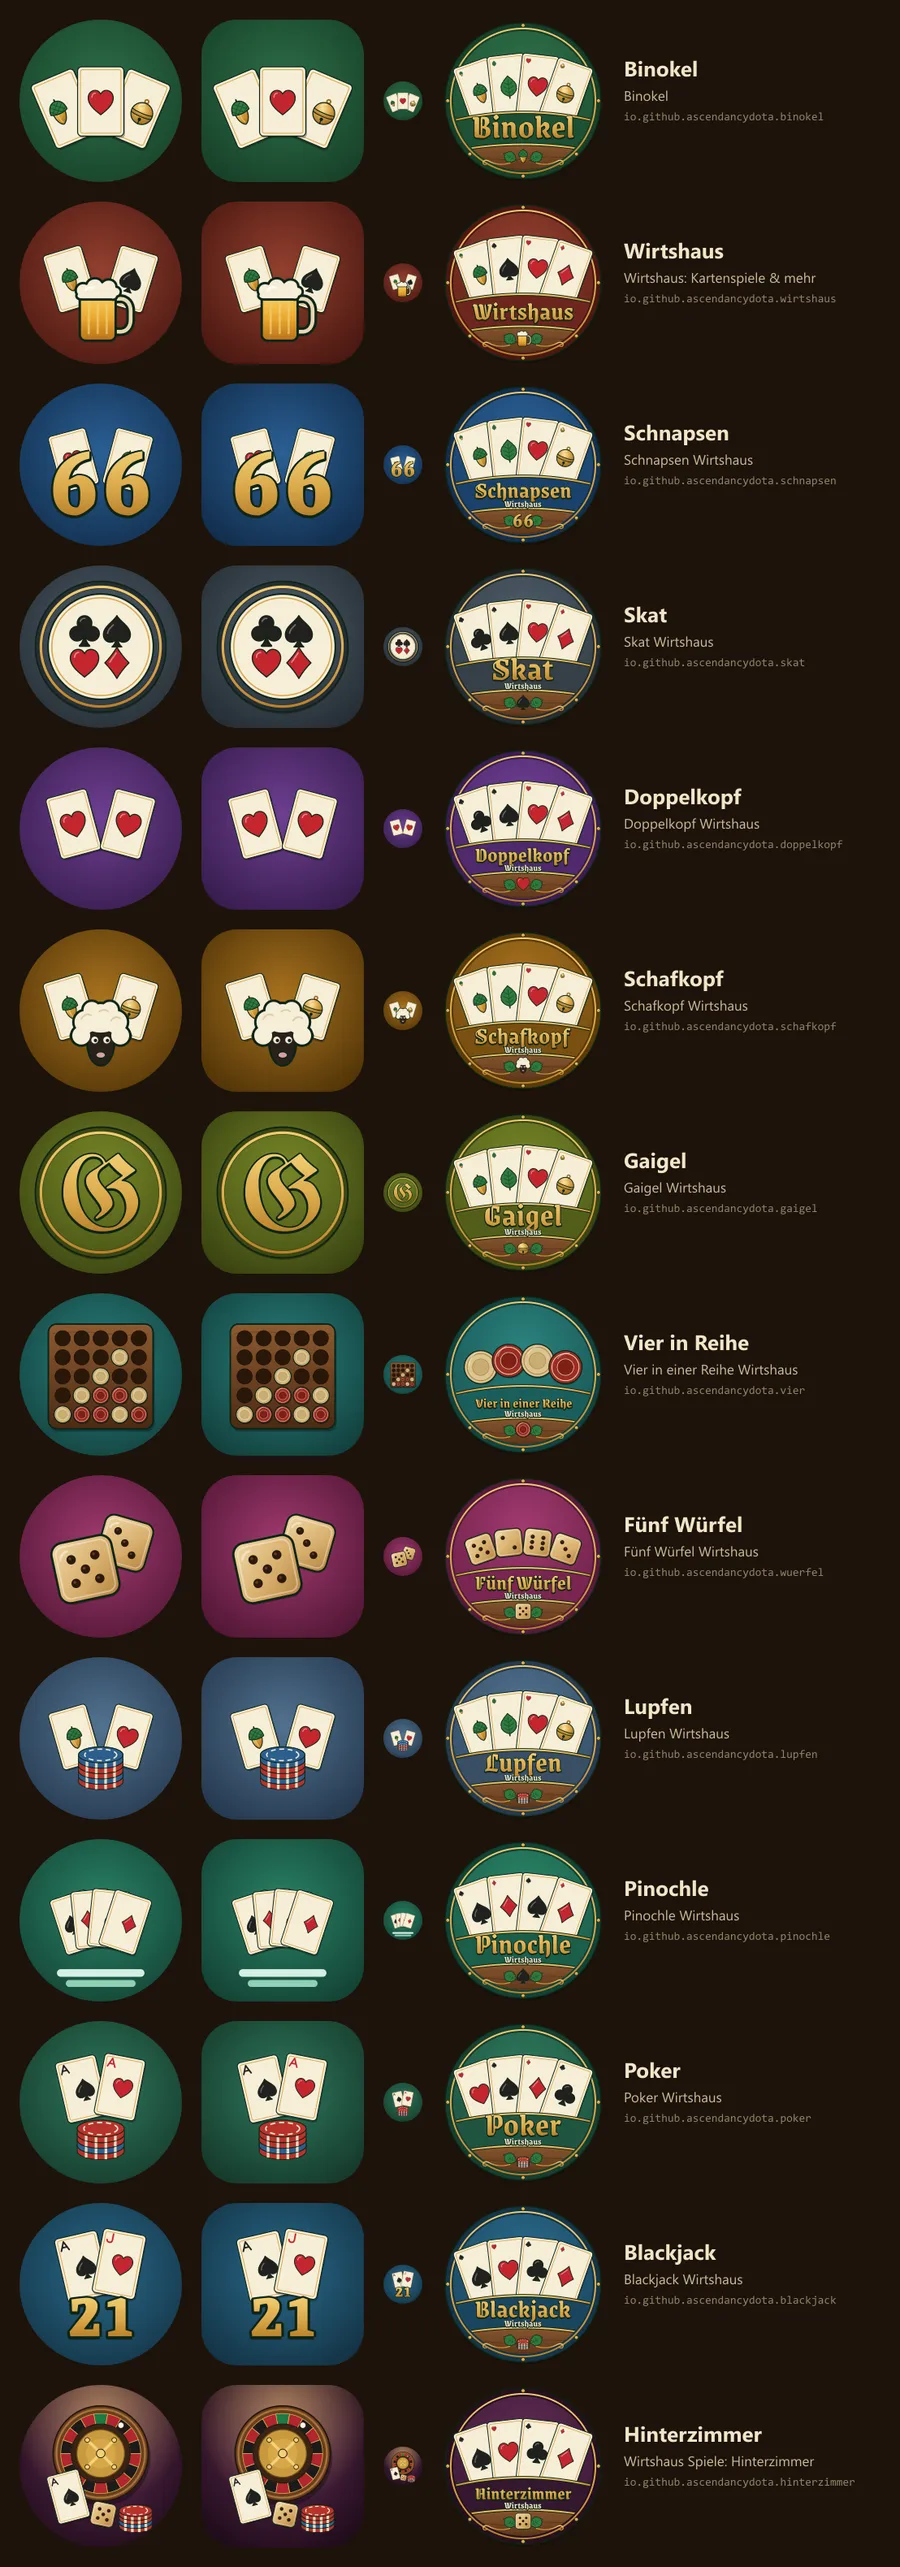 Binokel
Binokel
Binokel
io.github.ascendancydota.binokel
Wirtshaus
Wirtshaus
Wirtshaus: Kartenspiele & mehr
io.github.ascendancydota.wirtshaus
66
66
66
Schnapsen
Wirtshaus
66
Schnapsen
Schnapsen Wirtshaus
io.github.ascendancydota.schnapsen
Skat
Wirtshaus
Skat
Skat Wirtshaus
io.github.ascendancydota.skat
Doppelkopf
Wirtshaus
Doppelkopf
Doppelkopf Wirtshaus
io.github.ascendancydota.doppelkopf
Schafkopf
Wirtshaus
Schafkopf
Schafkopf Wirtshaus
io.github.ascendancydota.schafkopf
G
G
G
Gaigel
Wirtshaus
Gaigel
Gaigel Wirtshaus
io.github.ascendancydota.gaigel
Vier in einer Reihe
Wirtshaus
Vier in Reihe
Vier in einer Reihe Wirtshaus
io.github.ascendancydota.vier
Fünf Würfel
Wirtshaus
Fünf Würfel
Fünf Würfel Wirtshaus
io.github.ascendancydota.wuerfel
Lupfen
Wirtshaus
Lupfen
Lupfen Wirtshaus
io.github.ascendancydota.lupfen
Pinochle
Wirtshaus
Pinochle
Pinochle Wirtshaus
io.github.ascendancydota.pinochle
A A
A A
Poker
Wirtshaus
Poker
Poker Wirtshaus
io.github.ascendancydota.poker
A J
21
A J
21
21
Blackjack
Wirtshaus
Blackjack
Blackjack Wirtshaus
io.github.ascendancydota.blackjack
A
A
Hinterzimmer
Wirtshaus
Hinterzimmer
Wirtshaus Spiele: Hinterzimmer
io.github.ascendancydota.hinterzimmer